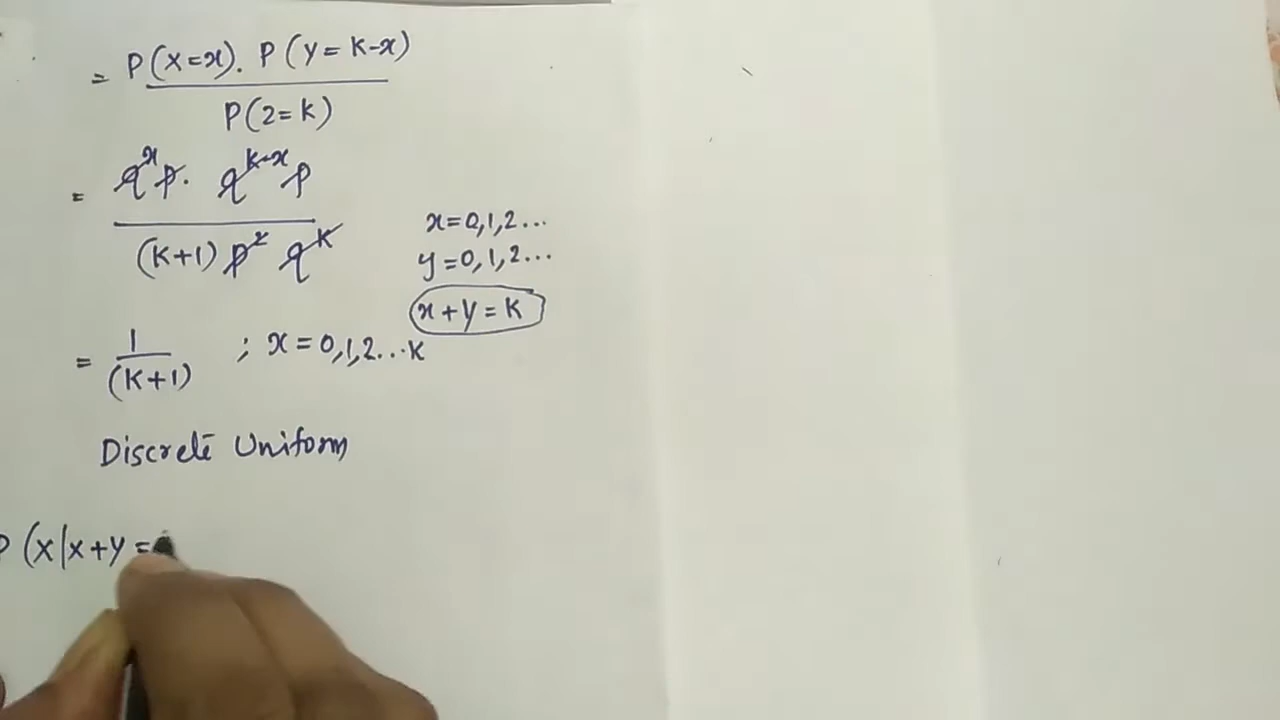 = P(X=x). P(Y=K-x)
P(Z=K)
= q^x p. q^K-x p
(K+1) p^2 q^K
x=0,1,2...
y=0,1,2...
x+y=K
= 1
(K+1) ; x=0,1,2...K
Discrete Uniform
P(X|X+Y=